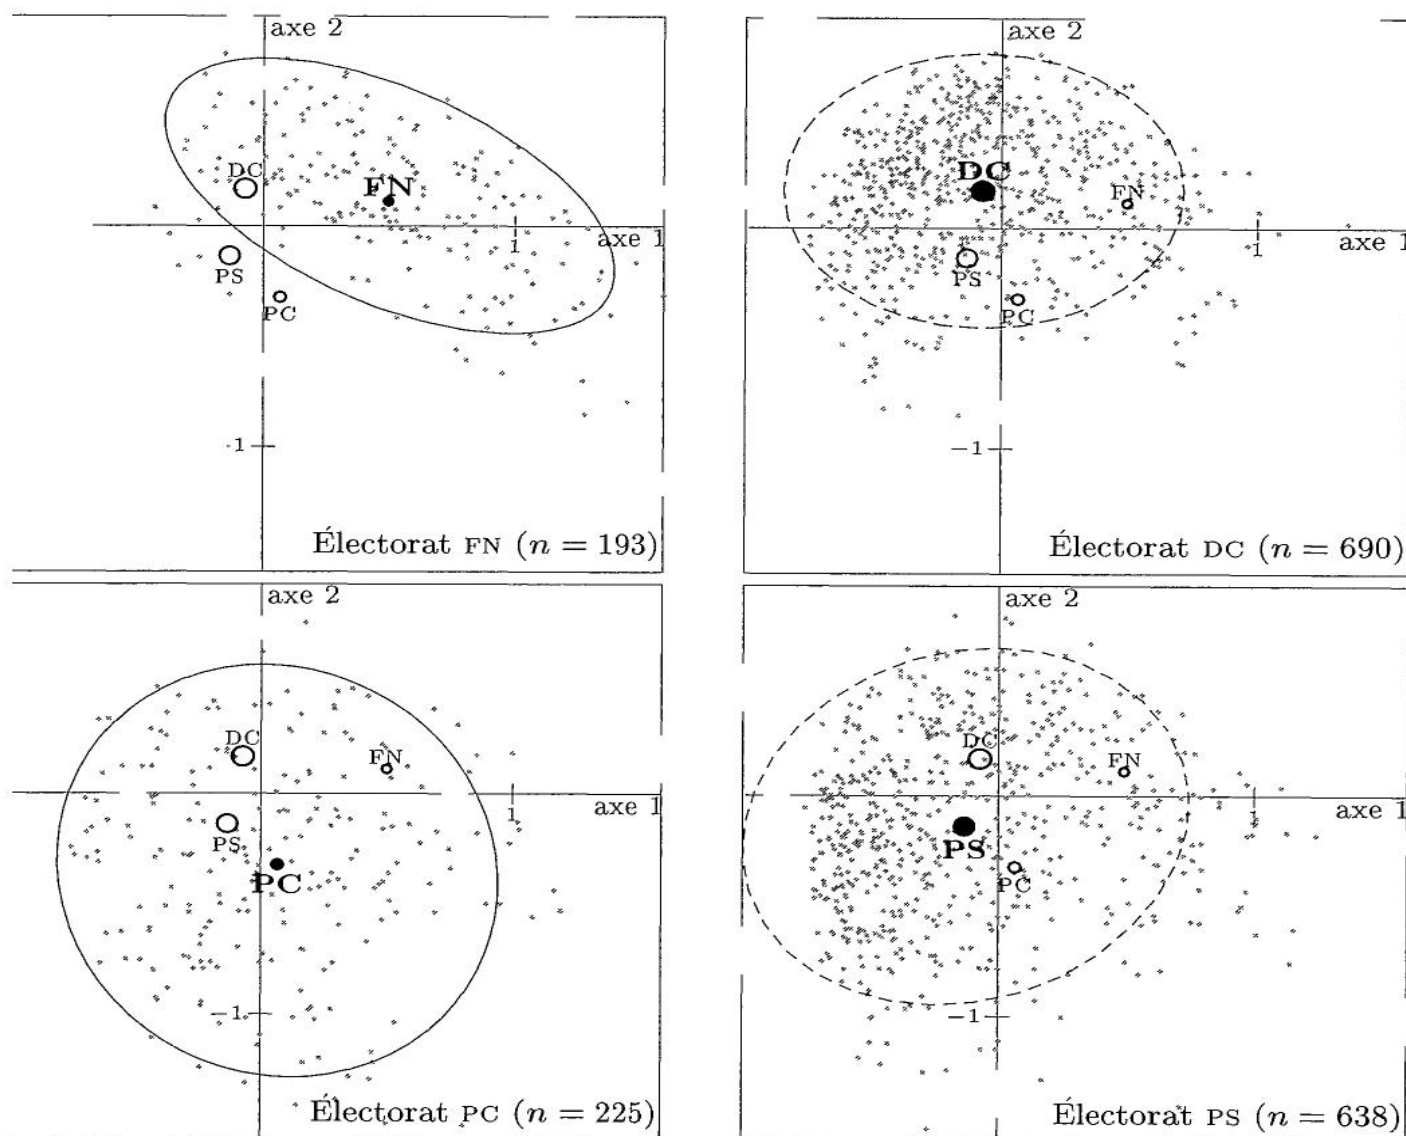 axe 2
DC
FN
1
axe 1
PS
PC
-1
Électorat FN (n = 193)
axe 2
DC
FN
1
axe 1
PS
PC
−1
Électorat DC (n = 690)
axe 2
DC
FN
1
axe 1
PS
PC
−1
Électorat PC (n = 225)
axe 2
DC
FN
1
axe 1
PS
PC
−1
Électorat PS (n = 638)